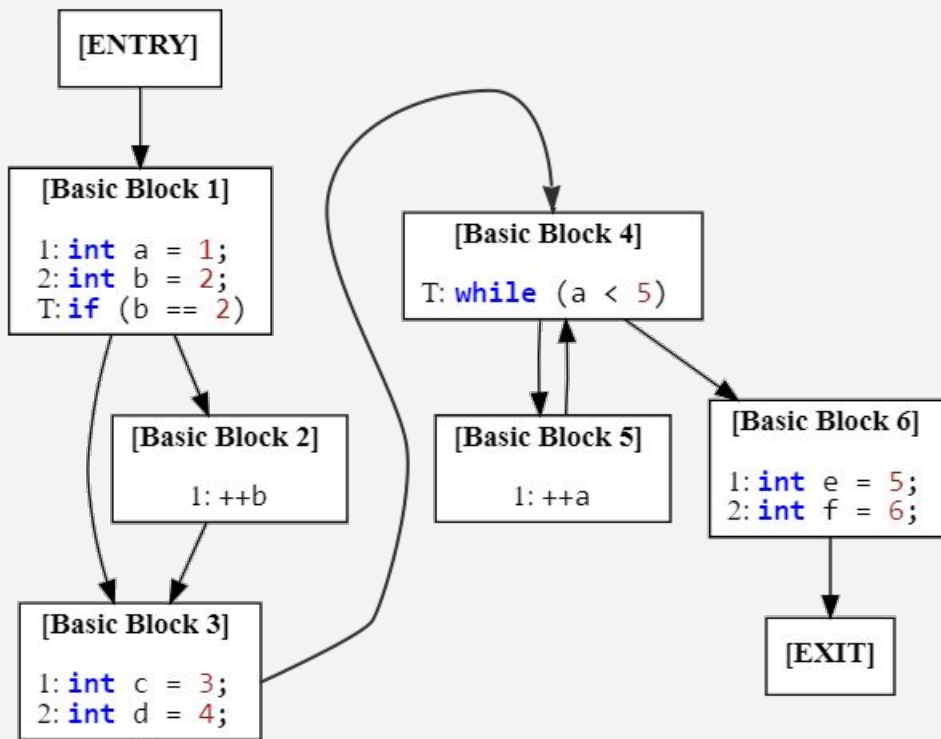 [ENTRY]
[Basic Block 1]
1: int a = 1;
2: int b = 2;
T: if (b == 2)
[Basic Block 2]
1: ++b
[Basic Block 3]
1: int c = 3;
2: int d = 4;
[Basic Block 4]
T: while (a < 5)
[Basic Block 5]
1: ++a
[Basic Block 6]
1: int e = 5;
2: int f = 6;
[EXIT]